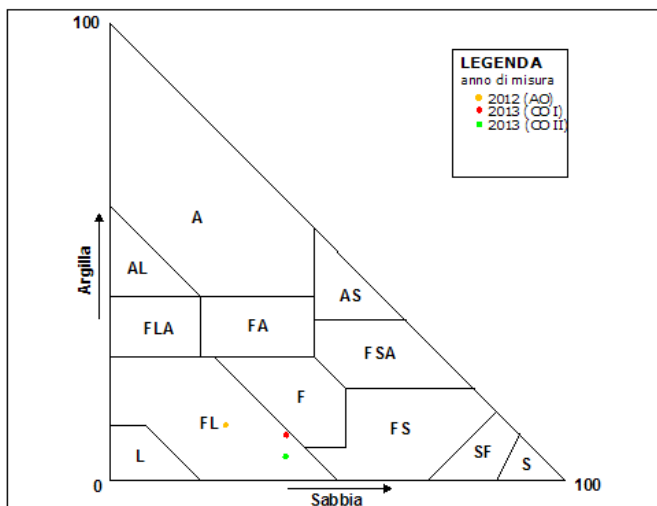 100
LEGENDA
anno di misura
2012 (AO)
2013 (CO I)
2013 (CO II)
A
Argilla
AL
AS
FLA
FA
FSA
F
FL
FS
L
SF
S
0
100
Sabbia